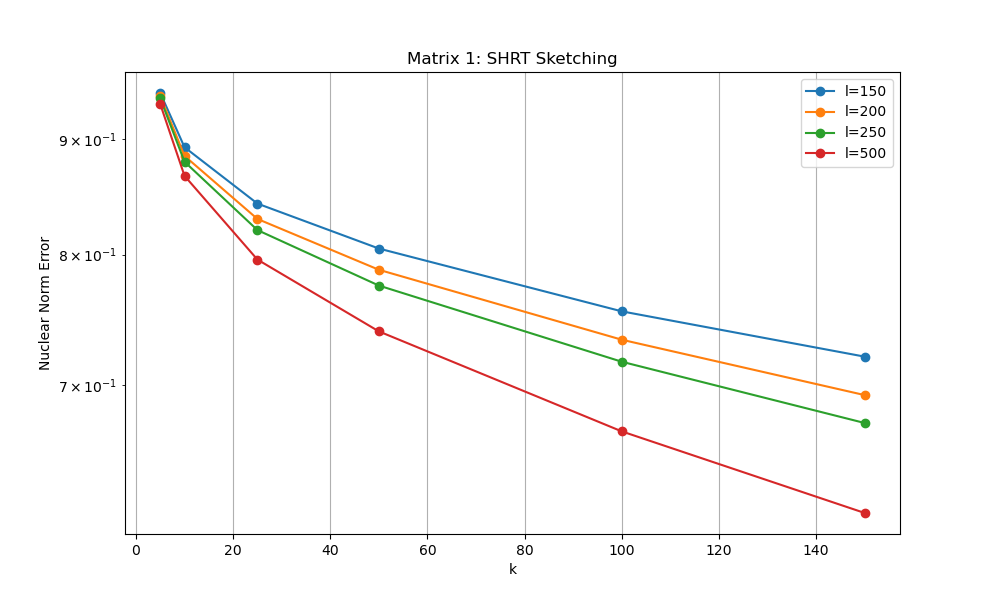 Matrix 1: SHRT Sketching
l=150
l=200
l=250
l=500
Nuclear Norm Error
9 × 10⁻¹
8 × 10⁻¹
7 × 10⁻¹
0 20 40 60 80 100 120 140
k